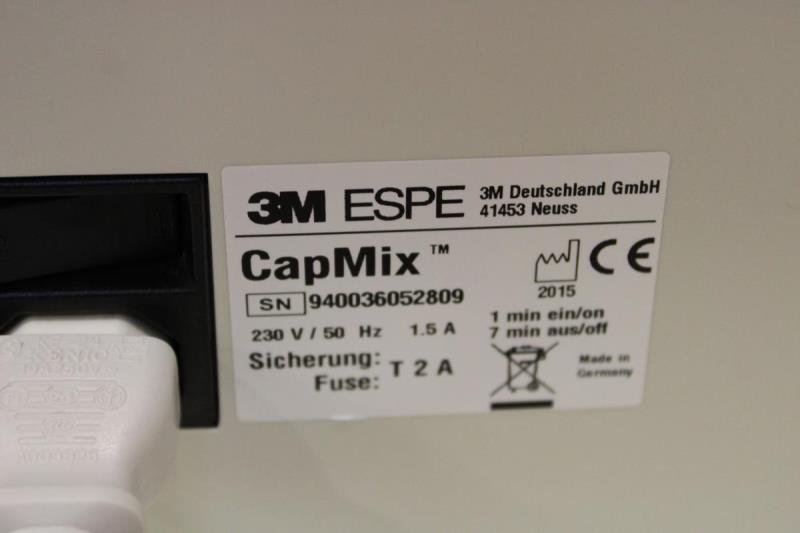 3M ESPE 3M Deutschland GmbH
41453 Neuss
CapMix™
CE
2015
SN 940036052809
230 V / 50 Hz 1.5 A
1 min ein/on
7 min aus/off
Sicherung:
Fuse: T 2 A
Made in
Germany